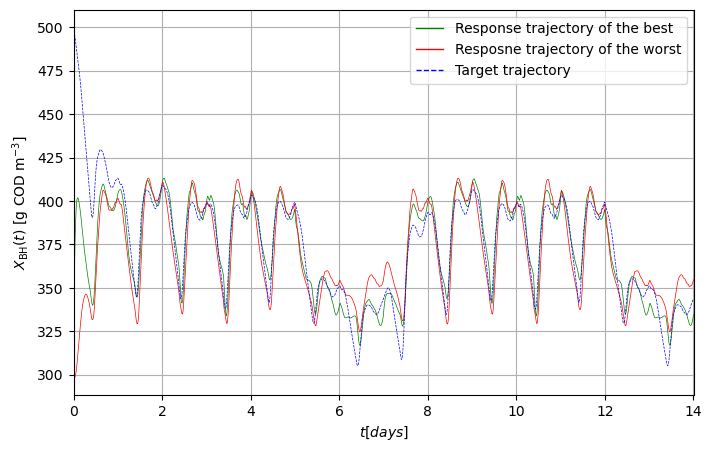 Response trajectory of the best
Resposne trajectory of the worst
Target trajectory
X_BH(t) [g COD m⁻³]
500
475
450
425
400
375
350
325
300
0 2 4 6 8 10 12 14
t[days]